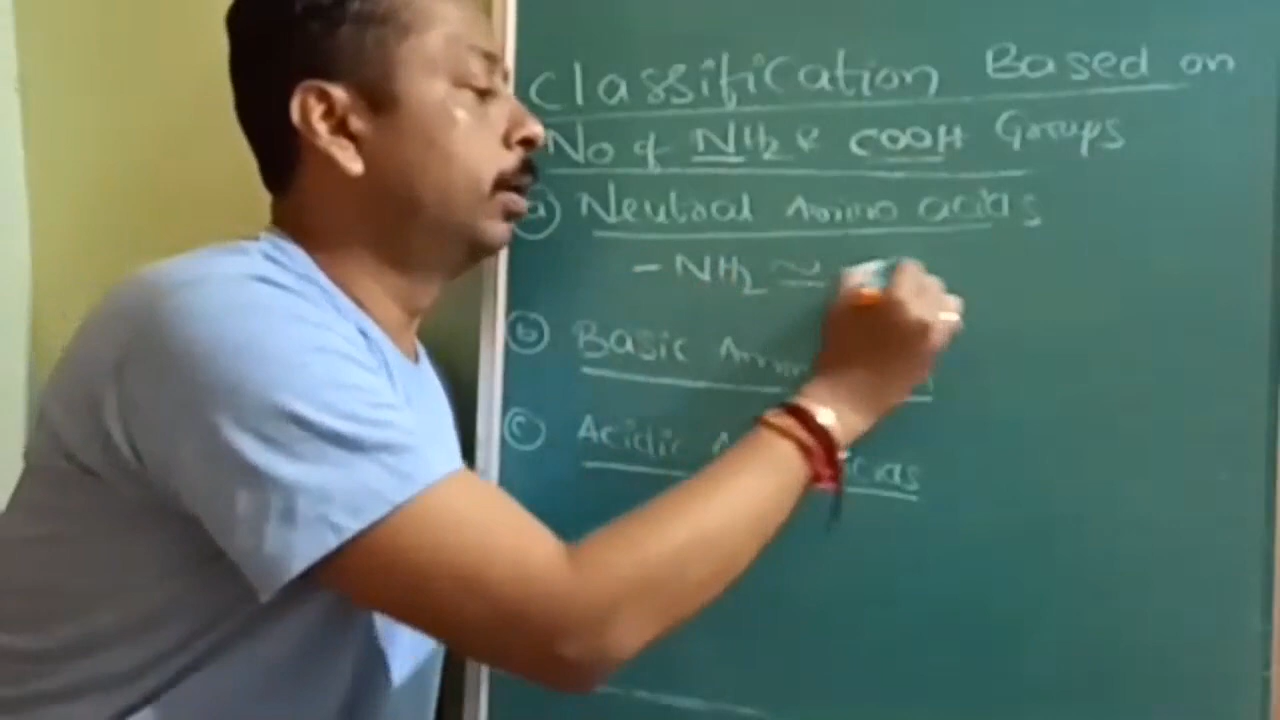 Classification Based on
No of NH2 & COOH Groups
a) Neutral Amino acids
- NH2 ≈
b Basic
c Acidic